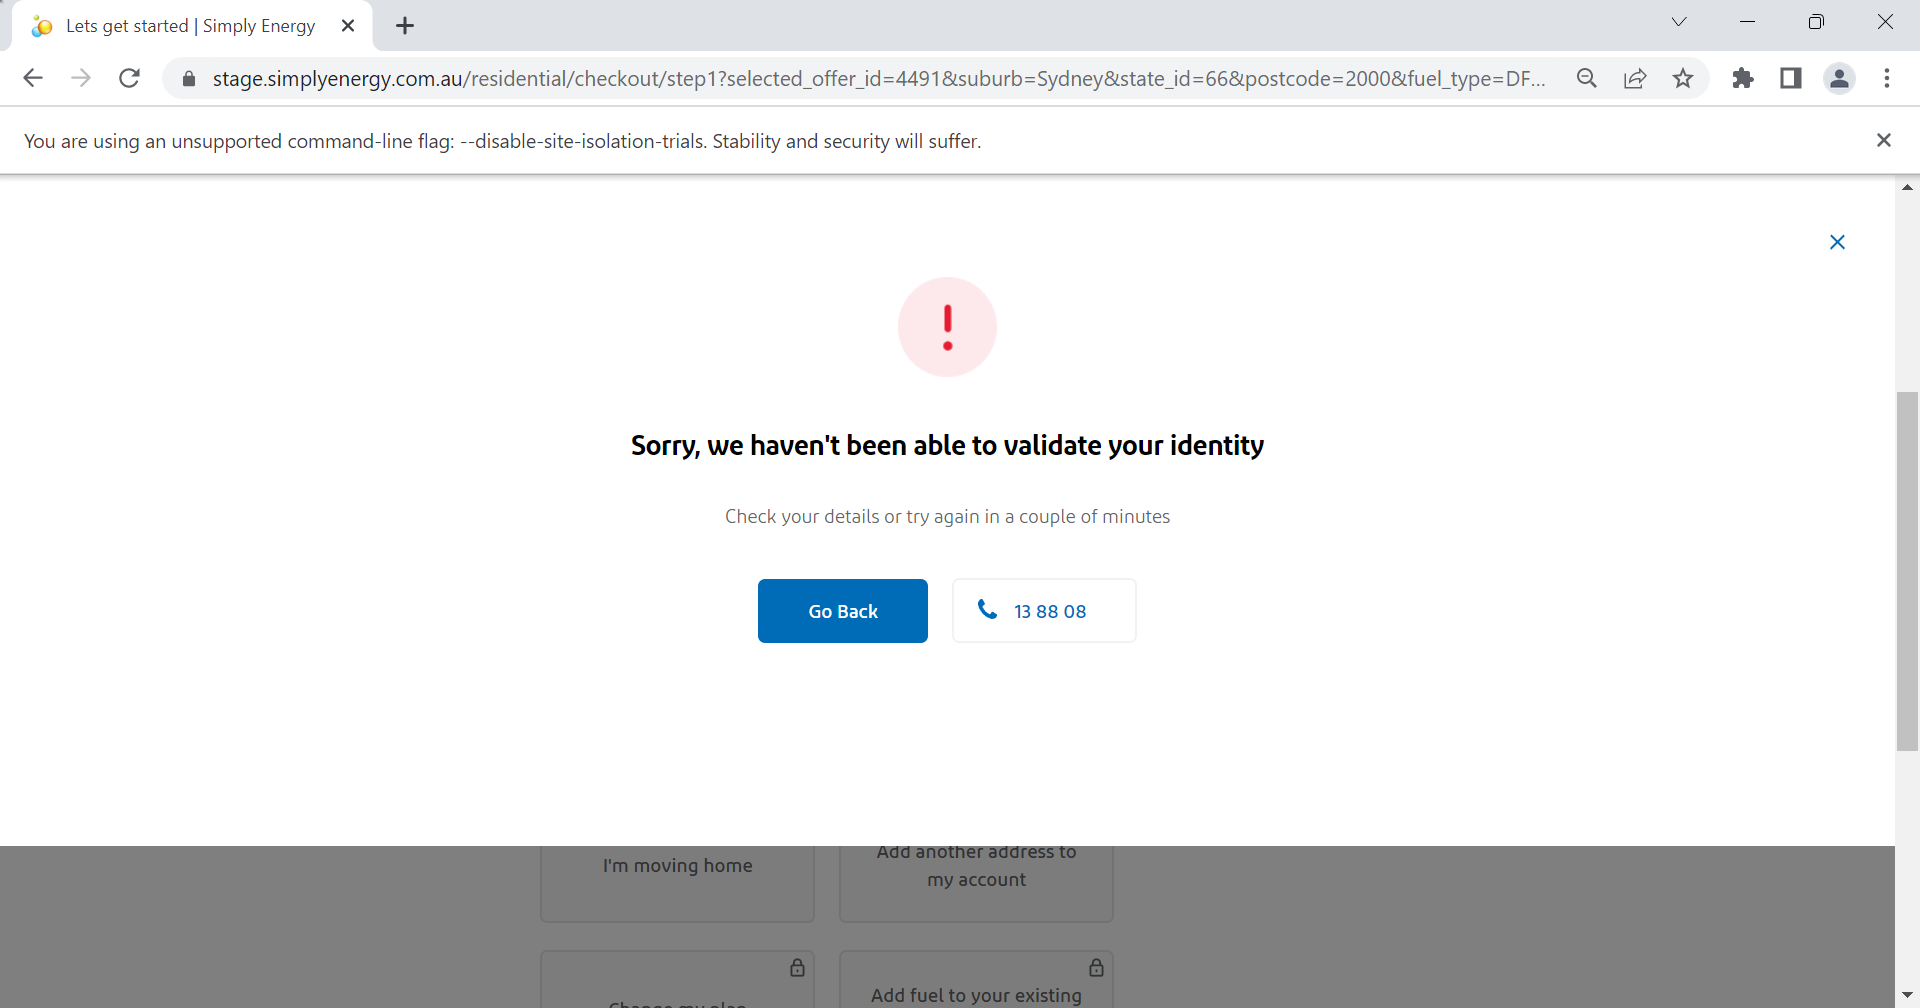 Lets get started | Simply Energy
stage.simplyenergy.com.au/residential/checkout/step1?selected_offer_id=4491&suburb=Sydney&state_id=66&postcode=2000&fuel_type=DF...
You are using an unsupported command-line flag: --disable-site-isolation-trials. Stability and security will suffer.
Sorry, we haven't been able to validate your identity
Check your details or try again in a couple of minutes
Go Back
13 88 08
I'm moving home
Add another address to
my account
Change my plan
Add fuel to your existing